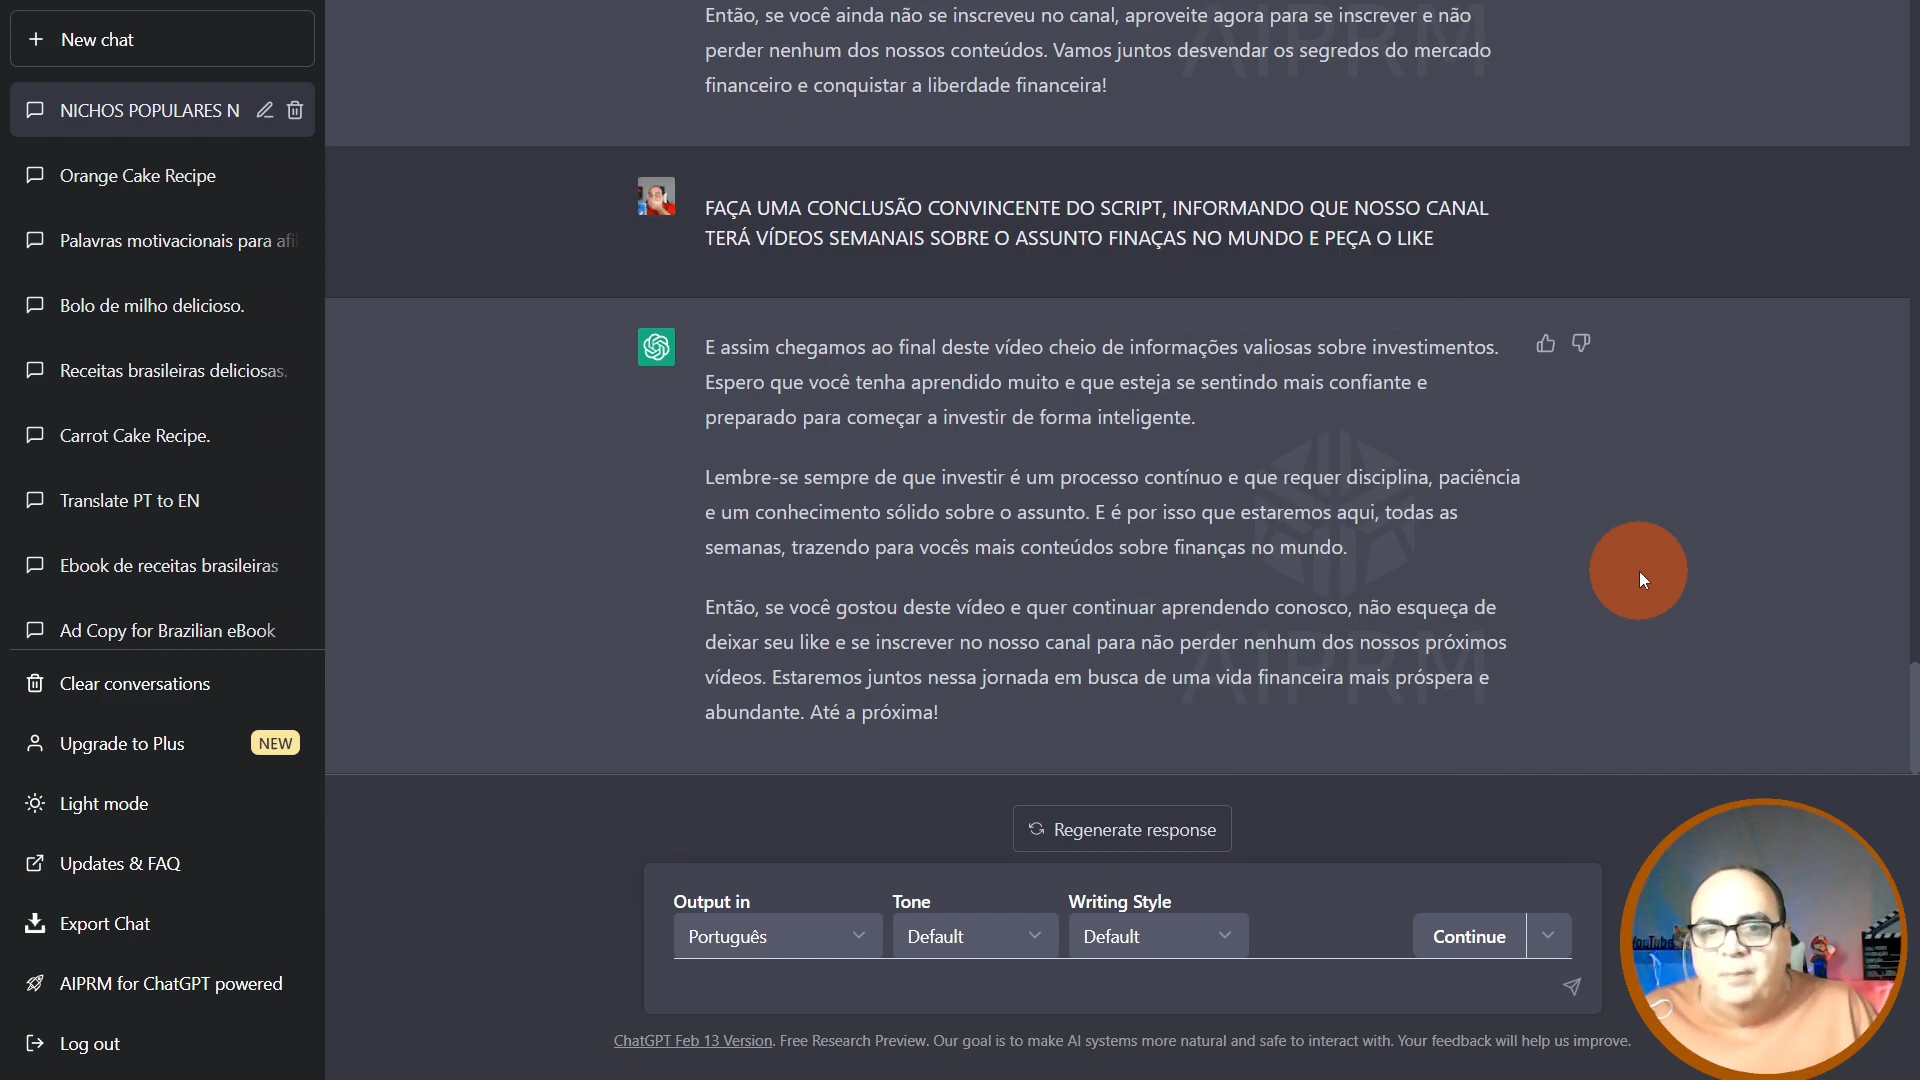 New chat
NICHOS POPULARES N
Orange Cake Recipe
Palavras motivacionais para afil
Bolo de milho delicioso.
Receitas brasileiras deliciosas.
Carrot Cake Recipe.
Translate PT to EN
Ebook de receitas brasileiras
Ad Copy for Brazilian eBook
Clear conversations
Upgrade to Plus NEW
Light mode
Updates & FAQ
Export Chat
AIPRM for ChatGPT powered
Log out
Então, se você ainda não se inscreveu no canal, aproveite agora para se inscrever e não
perder nenhum dos nossos conteúdos. Vamos juntos desvendar os segredos do mercado
financeiro e conquistar a liberdade financeira!
AIPRM
FAÇA UMA CONCLUSÃO CONVINCENTE DO SCRIPT, INFORMANDO QUE NOSSO CANAL
TERÁ VÍDEOS SEMANAIS SOBRE O ASSUNTO FINAÇAS NO MUNDO E PEÇA O LIKE
E assim chegamos ao final deste vídeo cheio de informações valiosas sobre investimentos.
Espero que você tenha aprendido muito e que esteja se sentindo mais confiante e
preparado para começar a investir de forma inteligente.
Lembre-se sempre de que investir é um processo contínuo e que requer disciplina, paciência
e um conhecimento sólido sobre o assunto. E é por isso que estaremos aqui, todas as
semanas, trazendo para vocês mais conteúdos sobre finanças no mundo.
Então, se você gostou deste vídeo e quer continuar aprendendo conosco, não esqueça de
deixar seu like e se inscrever no nosso canal para não perder nenhum dos nossos próximos
vídeos. Estaremos juntos nessa jornada em busca de uma vida financeira mais próspera e
abundante. Até a próxima!
AIPRM
Regenerate response
Output in Tone Writing Style
Português Default Default Continue
ChatGPT Feb 13 Version. Free Research Preview. Our goal is to make AI systems more natural and safe to interact with. Your feedback will help us improve.
YouTube